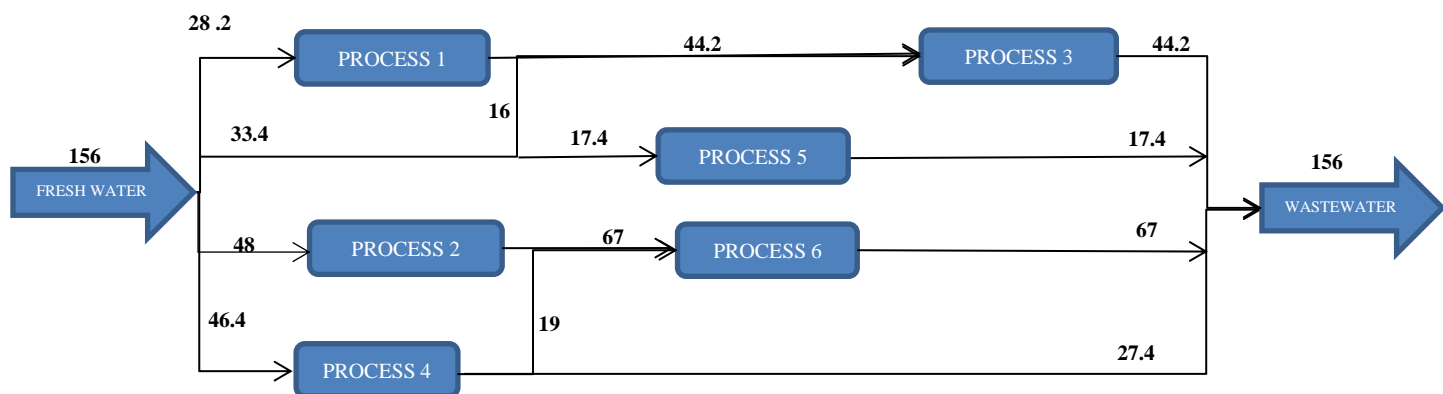 28 .2
PROCESS 1
44.2
PROCESS 3
44.2
16
33.4
17.4
PROCESS 5
17.4
156
FRESH WATER
156
WASTEWATER
48
PROCESS 2
67
PROCESS 6
67
46.4
19
PROCESS 4
27.4